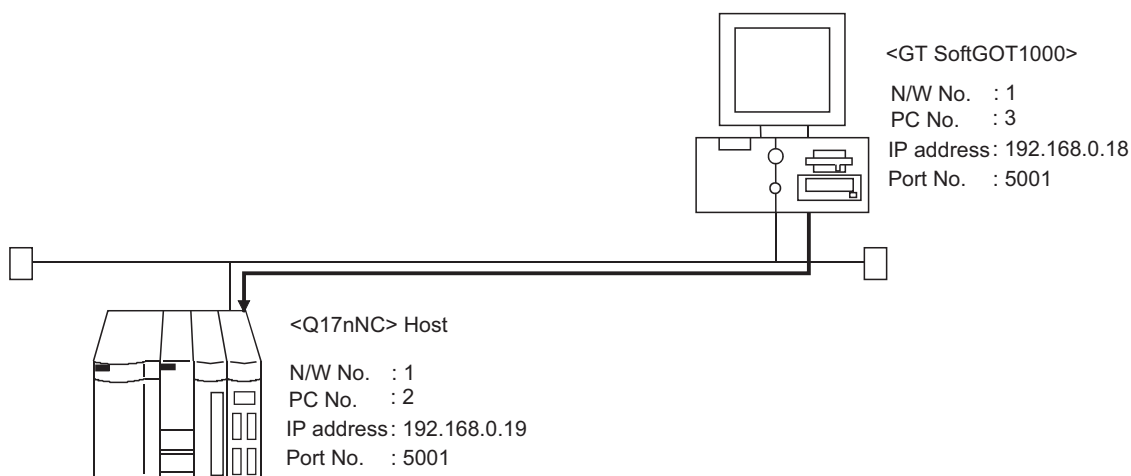 <GT SoftGOT1000>
N/W No. : 1
PC No. : 3
IP address: 192.168.0.18
Port No. : 5001
<Q17nNC> Host
N/W No. : 1
PC No. : 2
IP address: 192.168.0.19
Port No. : 5001